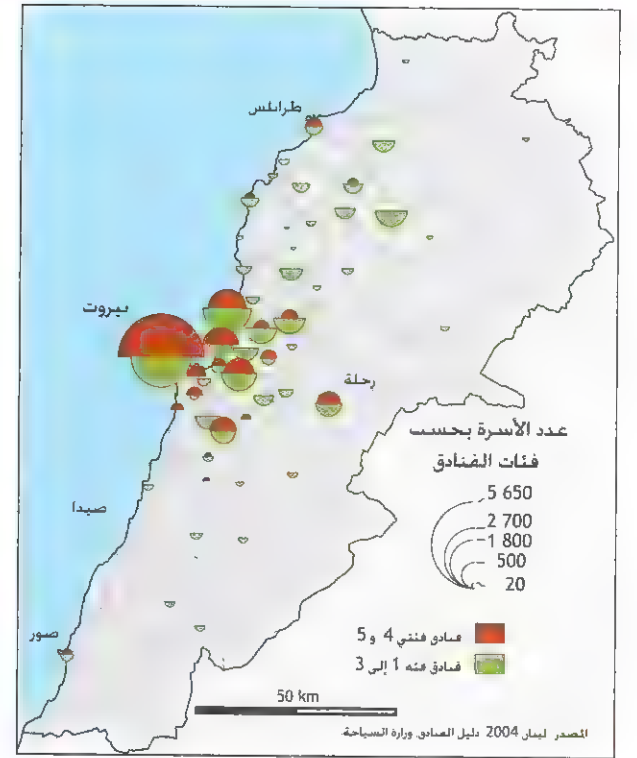 طرابلس
بيروت
زحلة
صيدا
صور
عدد الأسرة بحسب
فئات الفنادق
5 650
2 700
1 800
500
20
فنادق فئتي 4 و 5
فنادق فئة 1 إلى 3
50 km
المصدر لبنان 2004 دليل الفنادق وزارة السياحة